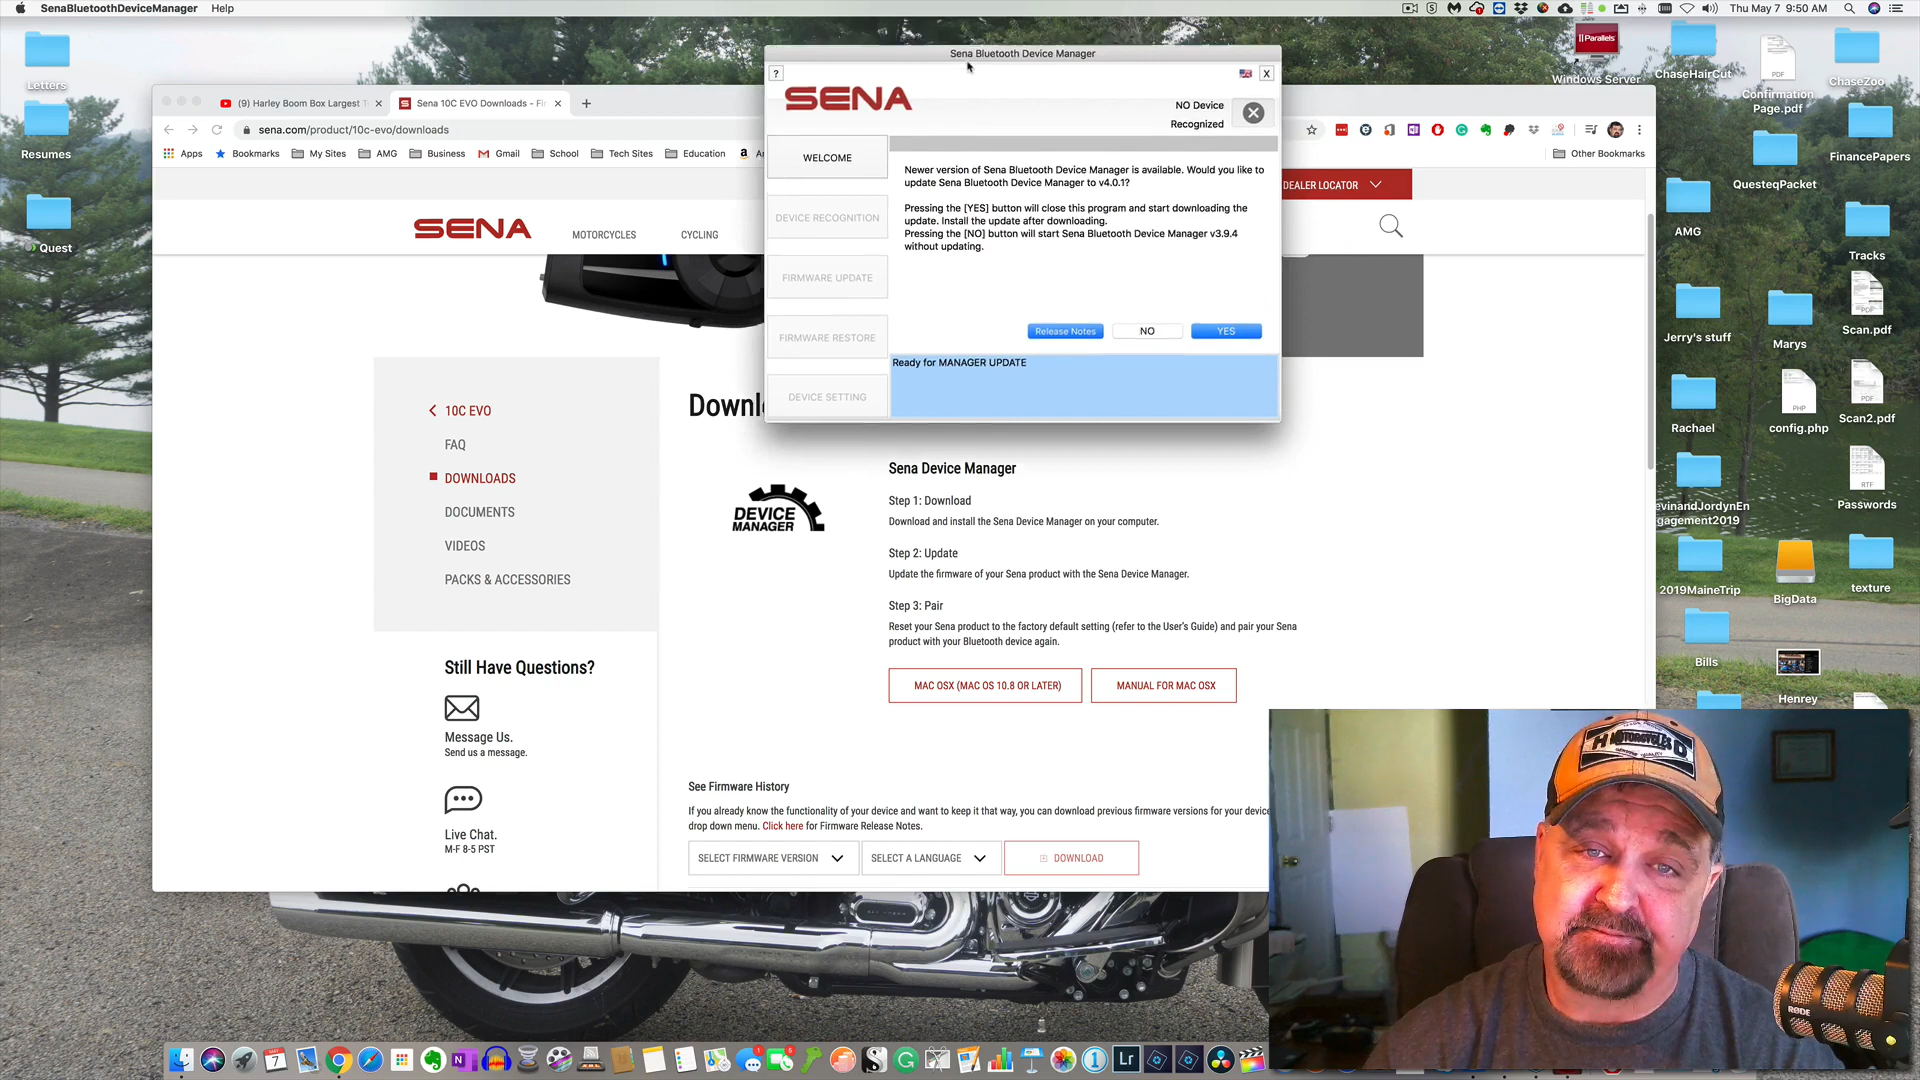 SenaBluetoothDeviceManager Help
Thu May 7 9:50 AM
Letters
Resumes
Quest
(9) Harley Boom Box Largest T
Sena 10C EVO Downloads - Fi
sena.com/product/10c-evo/downloads
Apps
Bookmarks
My Sites
AMG
Business
Gmail
School
Tech Sites
Education
Other Bookmarks
SENA
MOTORCYCLES
CYCLING
DEALER LOCATOR
Sena Bluetooth Device Manager
?
X
SENA
NO Device
Recognized
WELCOME
DEVICE RECOGNITION
FIRMWARE UPDATE
FIRMWARE RESTORE
DEVICE SETTING
Newer version of Sena Bluetooth Device Manager is available. Would you like to
update Sena Bluetooth Device Manager to v4.0.1?
Pressing the [YES] button will close this program and start downloading the
update. Install the update after downloading.
Pressing the [NO] button will start Sena Bluetooth Device Manager v3.9.4
without updating.
Release Notes
NO
YES
Ready for MANAGER UPDATE
10C EVO
FAQ
DOWNLOADS
DOCUMENTS
VIDEOS
PACKS & ACCESSORIES
Still Have Questions?
Message Us.
Send us a message.
Live Chat.
M-F 8-5 PST
Downl
DEVICE
MANAGER
Sena Device Manager
Step 1: Download
Download and install the Sena Device Manager on your computer.
Step 2: Update
Update the firmware of your Sena product with the Sena Device Manager.
Step 3: Pair
Reset your Sena product to the factory default setting (refer to the User's Guide) and pair your Sena
product with your Bluetooth device again.
MAC OSX (MAC OS 10.8 OR LATER)
MANUAL FOR MAC OSX
See Firmware History
If you already know the functionality of your device and want to keep it that way, you can download previous firmware versions for your device
drop down menu. Click here for Firmware Release Notes.
SELECT FIRMWARE VERSION
SELECT A LANGUAGE
DOWNLOAD
Parallels
Windows Server
ChaseHairCut
PDF
Confirmation
Page.pdf
ChaseZoo
QuesteqPacket
FinancePapers
AMG
Tracks
Jerry's stuff
Marys
Scan.pdf
Rachael
PHP
config.php
PDF
Scan2.pdf
evinandJordynEn
gagement2019
RTF
Passwords
2019MaineTrip
BigData
texture
Bills
Henrey
H MOTORCYCLES D
RØDE
Lr